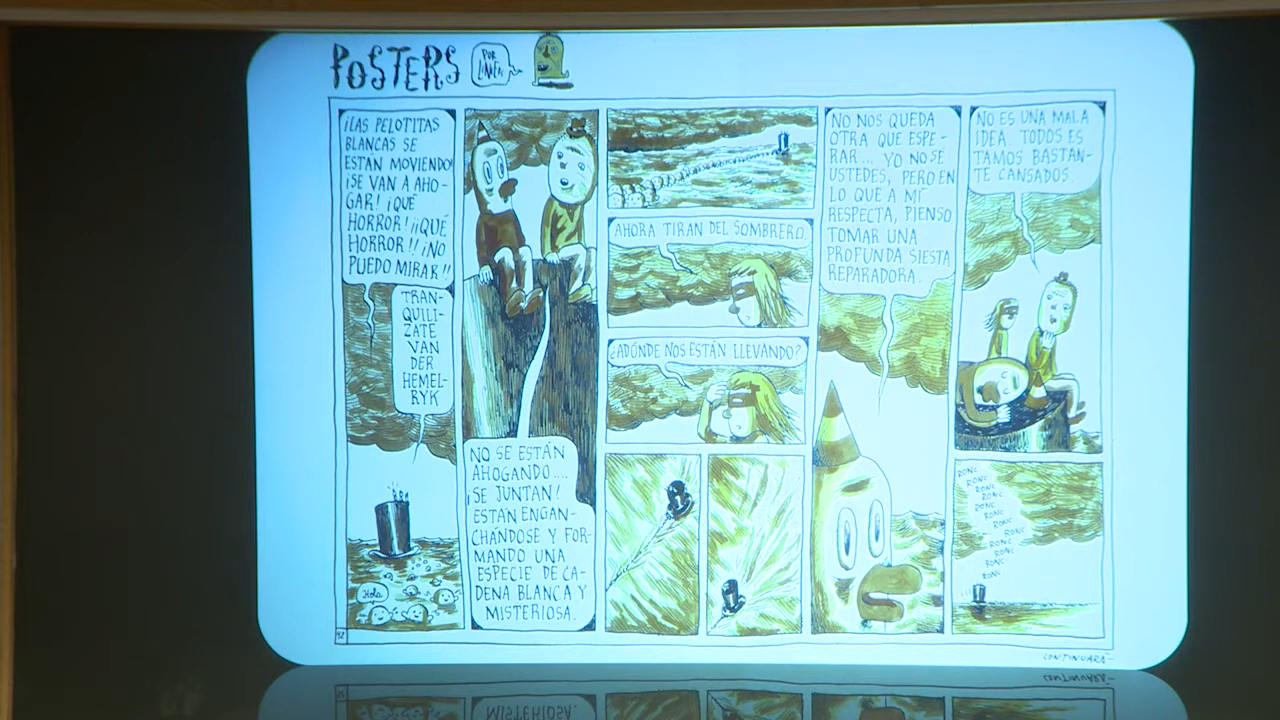 POSTERS
POR
LINIERS
¡LAS PELOTITAS
BLANCAS SE
ESTÁN MOVIENDO!
¡SE VAN A AHO-
GAR! ¡QUÉ
HORROR! ¡¡QUÉ
HORROR!! ¡NO
PUEDO MIRAR!!
TRAN-
QUILI-
ZATE
VAN
DER
HEMEL-
RYK
Hola
NO SE ESTÁN
AHOGANDO....
¡SE JUNTAN!
ESTÁN ENGAN-
CHÁNDOSE Y FOR-
MANDO UNA
ESPECIE DE CA-
DENA BLANCA Y
MISTERIOSA.
AHORA TIRAN DEL SOMBRERO.
¿ADÓNDE NOS ESTÁN LLEVANDO?
NO NOS QUEDA
OTRA QUE ESPE-
RAR... YO NO SÉ
USTEDES, PERO EN
LO QUE A MÍ
RESPECTA, PIENSO
TOMAR UNA
PROFUNDA SIESTA
REPARADORA.
NO ES UNA MALA
IDEA. TODOS ES
TAMOS BASTAN-
TE CANSADOS.
RONC
RONC
RONC
RONC
RONC
RONC
RONC
RONC
RONC
RONC
RONC
92
CONTINUARÁ-